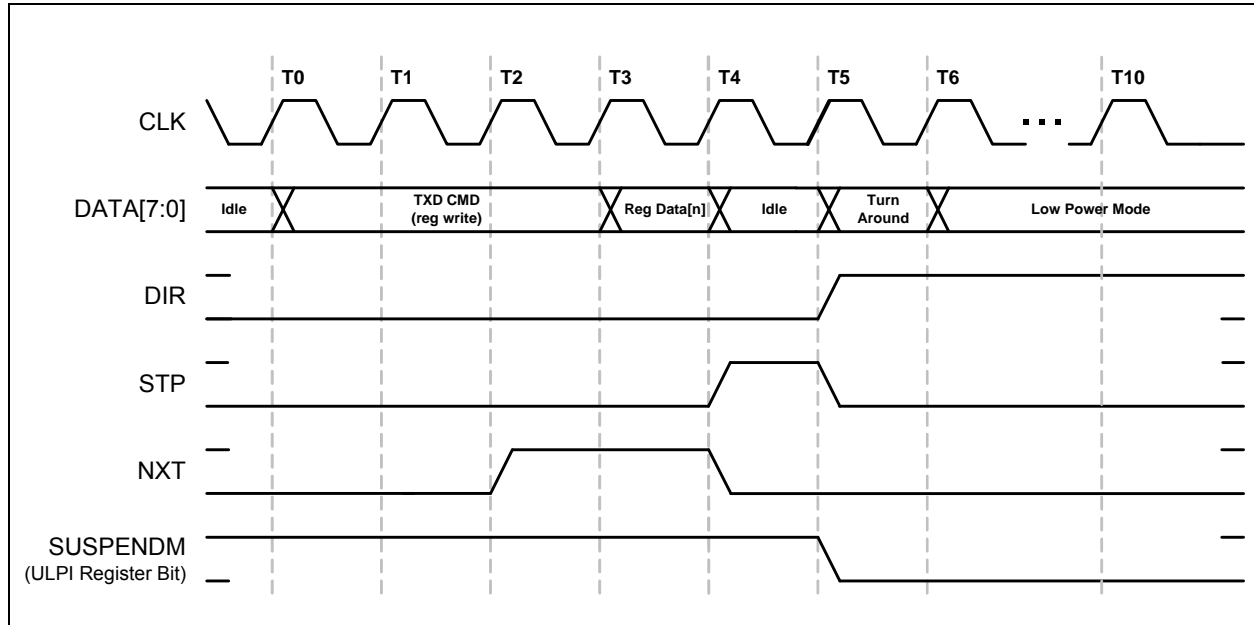 T0 T1 T2 T3 T4 T5 T6 T10
CLK
...
DATA[7:0] Idle TXD CMD Reg Data[n] Idle Turn Low Power Mode
(reg write) Around
DIR
STP
NXT
SUSPENDM
(ULPI Register Bit)